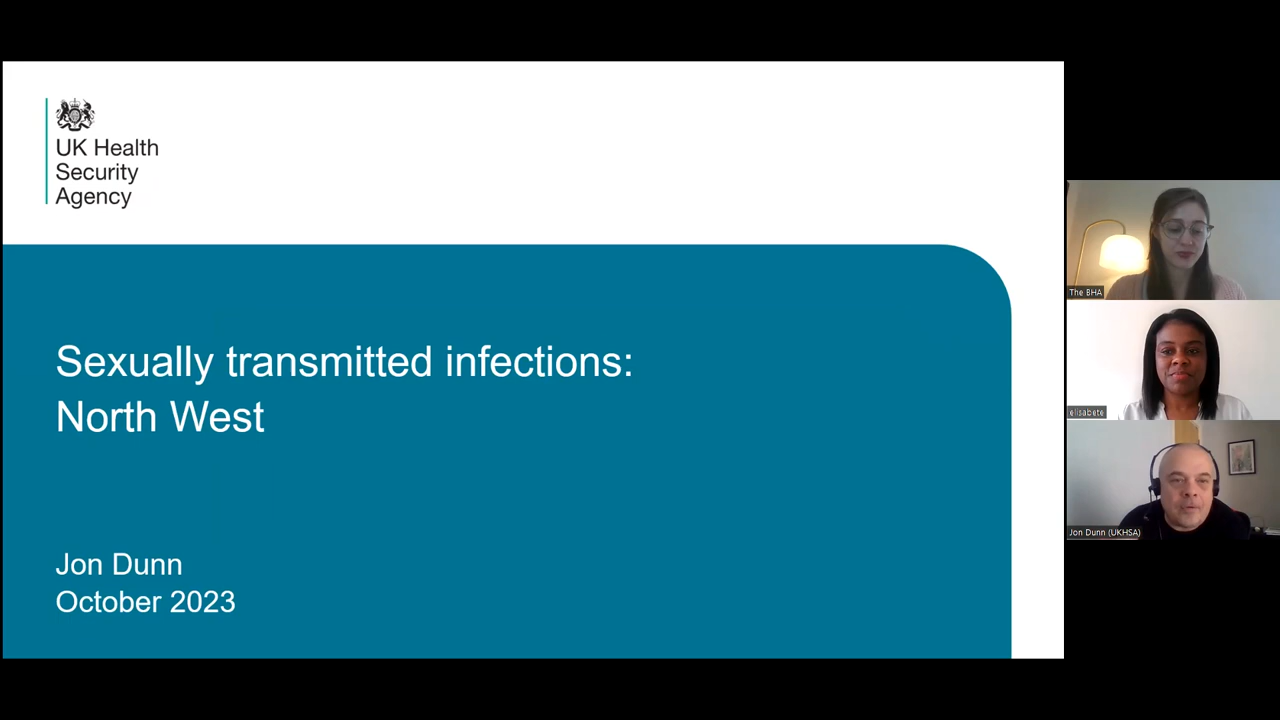 UK Health
Security
Agency
Sexually transmitted infections:
North West
Jon Dunn
October 2023
The BHA
elisabete
Jon Dunn (UKHSA)